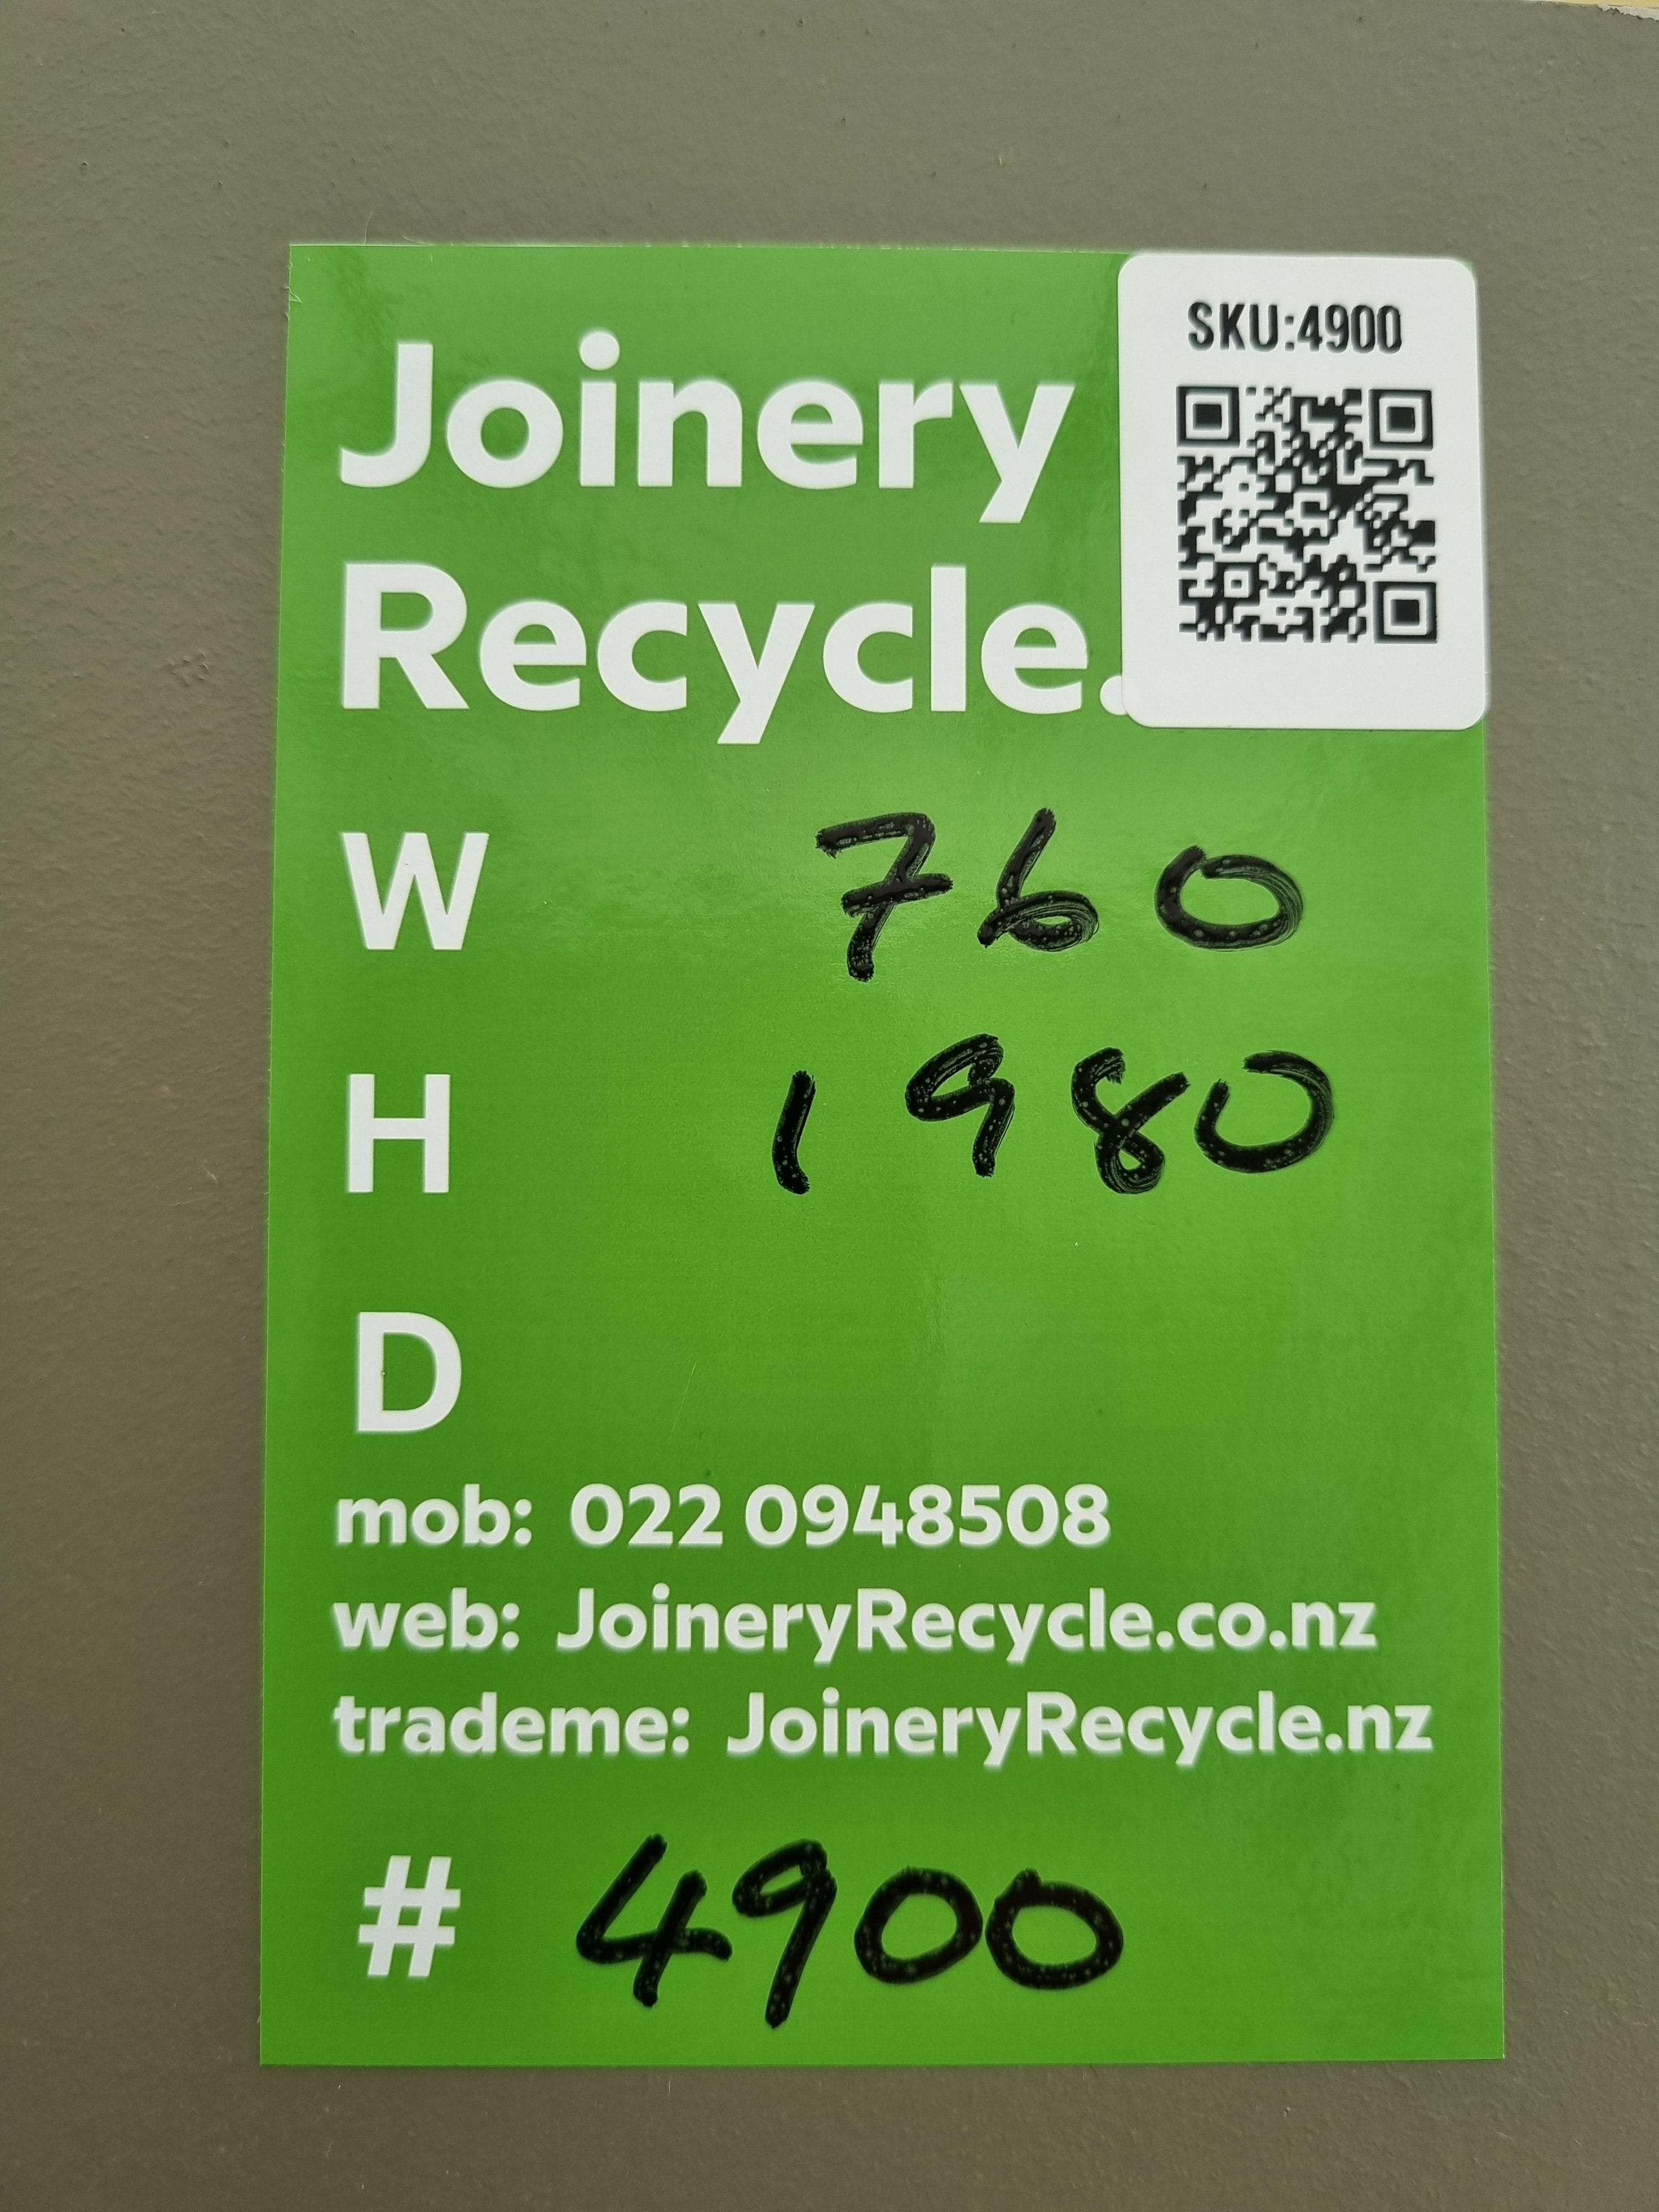 SKU:4900
Joinery
Recycle.
W 760
H 1980
D
mob: 022 0948508
web: JoineryRecycle.co.nz
trademe: JoineryRecycle.nz
# 4900